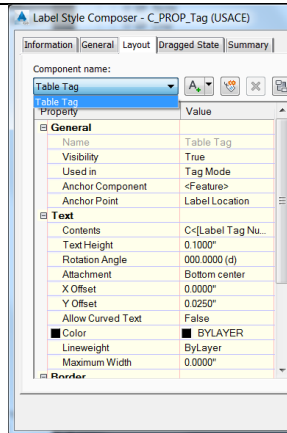 Label Style Composer - C_PROP_Tag (USACE)
Information General Layout Dragged State Summary
Component name:
Table Tag
Table Tag
Property Value
General
Name Table Tag
Visibility True
Used in Tag Mode
Anchor Component <Feature>
Anchor Point Label Location
Text
Contents C<[Label Tag Nu...
Text Height 0.1000"
Rotation Angle 000.0000 (d)
Attachment Bottom center
X Offset 0.0000"
Y Offset 0.0250"
Allow Curved Text False
Color BYLAYER
Lineweight ByLayer
Maximum Width 0.0000"
Border